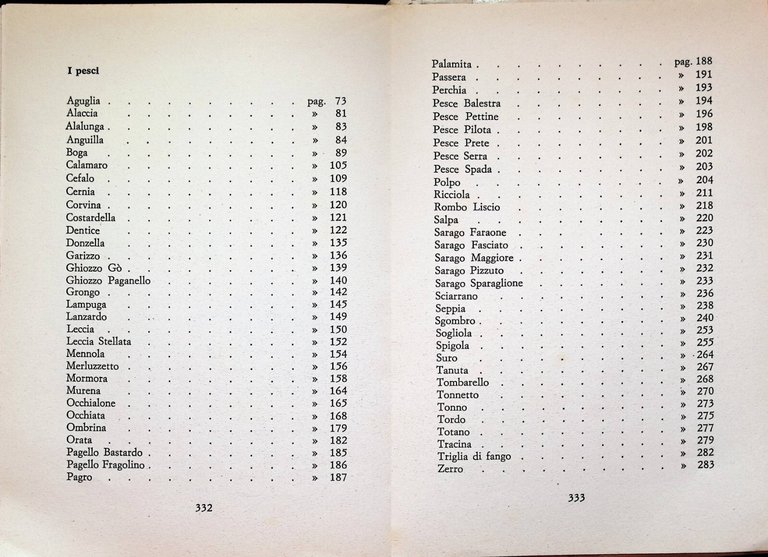 I pesci
Aguglia . . . . . . . . . . pag. 73
Alaccia . . . . . . . . . . » 81
Alalunga . . . . . . . . . . » 83
Anguilla . . . . . . . . . . » 84
Boga . . . . . . . . . . » 89
Calamaro . . . . . . . . . . » 105
Cefalo . . . . . . . . . . » 109
Cernia . . . . . . . . . . » 118
Corvina . . . . . . . . . . » 120
Costardella . . . . . . . . . » 121
Dentice . . . . . . . . . . » 122
Donzella . . . . . . . . . . » 135
Garizzo . . . . . . . . . . » 136
Ghiozzo Gò . . . . . . . . . » 139
Ghiozzo Paganello . . . . . . . . » 140
Grongo . . . . . . . . . . » 142
Lampuga . . . . . . . . . . » 145
Lanzardo . . . . . . . . . . » 149
Leccia . . . . . . . . . . » 150
Leccia Stellata . . . . . . . . . » 152
Mennola . . . . . . . . . . » 154
Merluzzetto . . . . . . . . . » 156
Mormora . . . . . . . . . . » 158
Murena . . . . . . . . . . » 164
Occhialone . . . . . . . . . » 165
Occhiata . . . . . . . . . . » 168
Ombrina . . . . . . . . . . » 179
Orata . . . . . . . . . . » 182
Pagello Bastardo . . . . . . . . » 185
Pagello Fragolino . . . . . . . . » 186
Pagro . . . . . . . . . . » 187
332
Palamita . . . . . . . . . . pag. 188
Passera . . . . . . . . . . » 191
Perchia . . . . . . . . . . » 193
Pesce Balestra . . . . . . . . . » 194
Pesce Pettine . . . . . . . . . » 196
Pesce Pilota . . . . . . . . . » 198
Pesce Prete . . . . . . . . . » 201
Pesce Serra . . . . . . . . . » 202
Pesce Spada . . . . . . . . . » 203
Polpo . . . . . . . . . . » 204
Ricciola . . . . . . . . . . » 211
Rombo Liscio . . . . . . . . . » 218
Salpa . . . . . . . . . . » 220
Sarago Faraone . . . . . . . . » 223
Sarago Fasciato . . . . . . . . » 230
Sarago Maggiore . . . . . . . . » 231
Sarago Pizzuto . . . . . . . . » 232
Sarago Sparaglione . . . . . . . » 233
Sciarrano . . . . . . . . . . » 236
Seppia . . . . . . . . . . » 238
Sgombro . . . . . . . . . . » 240
Sogliola . . . . . . . . . . » 253
Spigola . . . . . . . . . . » 255
Suro . . . . . . . . . . » 264
Tanuta . . . . . . . . . . » 267
Tombarello . . . . . . . . . » 268
Tonnetto . . . . . . . . . . » 270
Tonno . . . . . . . . . . » 273
Tordo . . . . . . . . . . » 275
Totano . . . . . . . . . . » 277
Tracina . . . . . . . . . . » 279
Triglia di fango . . . . . . . . » 282
Zerro . . . . . . . . . . » 283
333